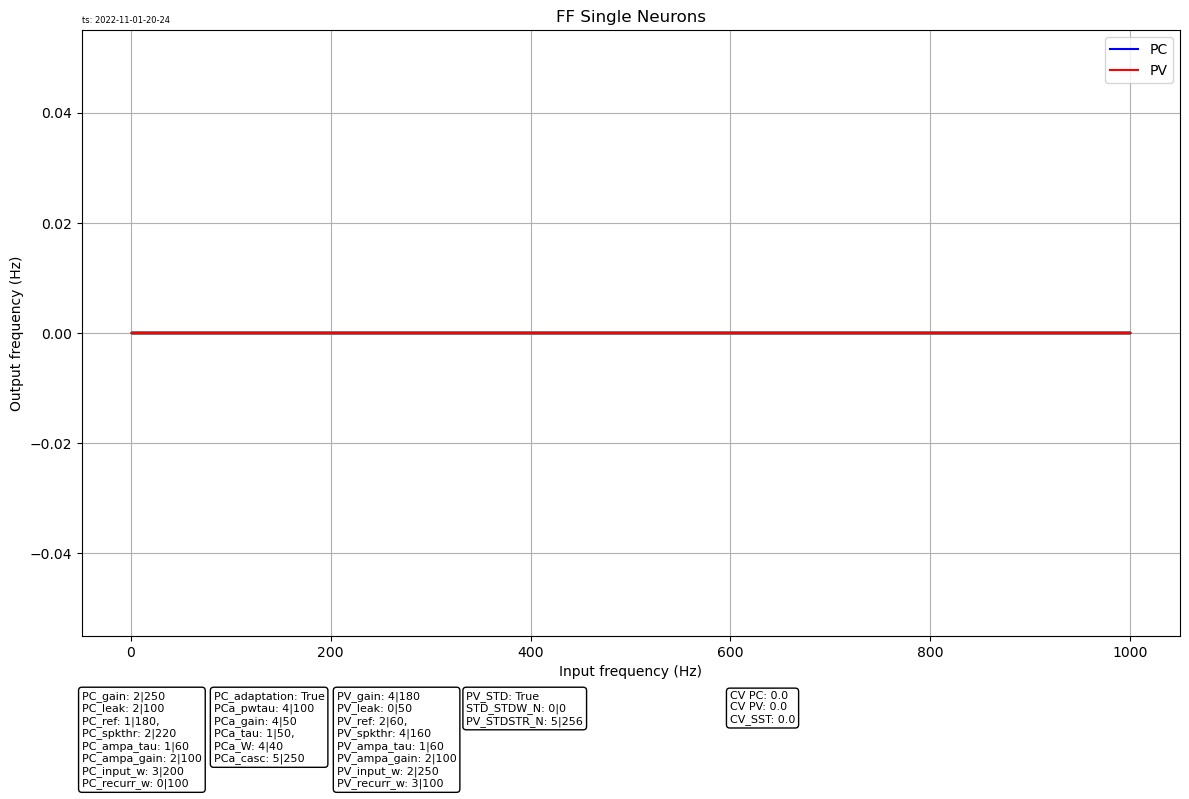 ts: 2022-11-01-20-24
FF Single Neurons
PC
PV
Output frequency (Hz)
0.04
0.02
0.00
−0.02
−0.04
0
200
400
600
800
1000
Input frequency (Hz)
PC_gain: 2|250
PC_leak: 2|100
PC_ref: 1|180,
PC_spkthr: 2|220
PC_ampa_tau: 1|60
PC_ampa_gain: 2|100
PC_input_w: 3|200
PC_recurr_w: 0|100
PC_adaptation: True
PCa_pwtau: 4|100
PCa_gain: 4|50
PCa_tau: 1|50,
PCa_W: 4|40
PCa_casc: 5|250
PV_gain: 4|180
PV_leak: 0|50
PV_ref: 2|60,
PV_spkthr: 4|160
PV_ampa_tau: 1|60
PV_ampa_gain: 2|100
PV_input_w: 2|250
PV_recurr_w: 3|100
PV_STD: True
STD_STDW_N: 0|0
PV_STDSTR_N: 5|256
CV PC: 0.0
CV PV: 0.0
CV_SST: 0.0